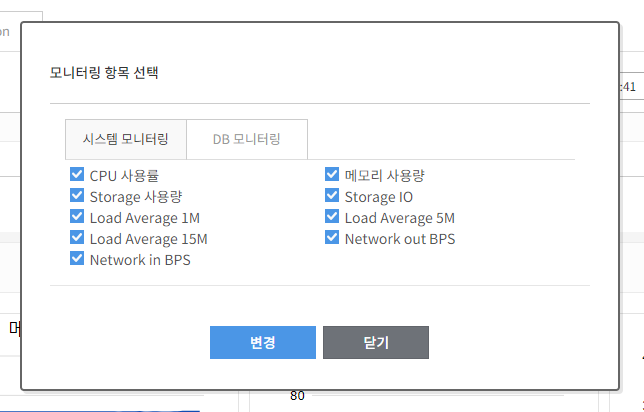 on
모니터링 항목 선택
:41
시스템 모니터링 DB 모니터링
CPU 사용률 메모리 사용량
Storage 사용량 Storage IO
Load Average 1M Load Average 5M
Load Average 15M Network out BPS
Network in BPS
변경 닫기
80